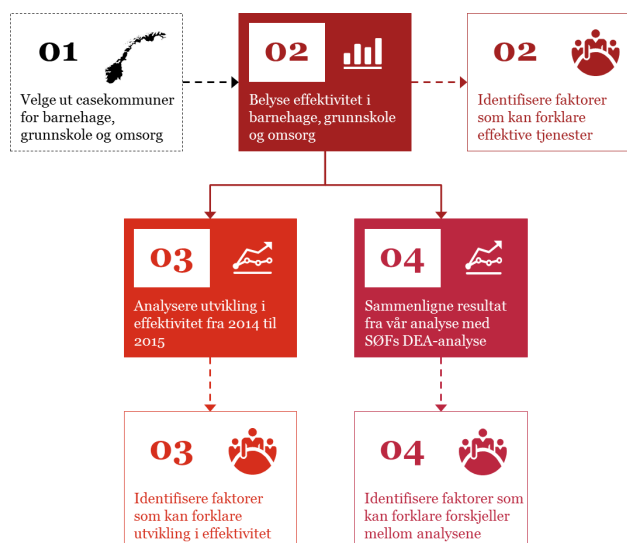 01
Velge ut casekommuner
for barnehage,
grunnskole og omsorg
02
Belyse effektivitet i
barnehage, grunnskole
og omsorg
02
Identifisere faktorer
som kan forklare
effektive tjenester
03
Analysere utvikling i
effektivitet fra 2014 til
2015
04
Sammenligne resultat
fra vår analyse med
SØFs DEA-analyse
03
Identifisere faktorer
som kan forklare
utvikling i effektivitet
04
Identifisere faktorer som
kan forklare forskjeller
mellom analysene